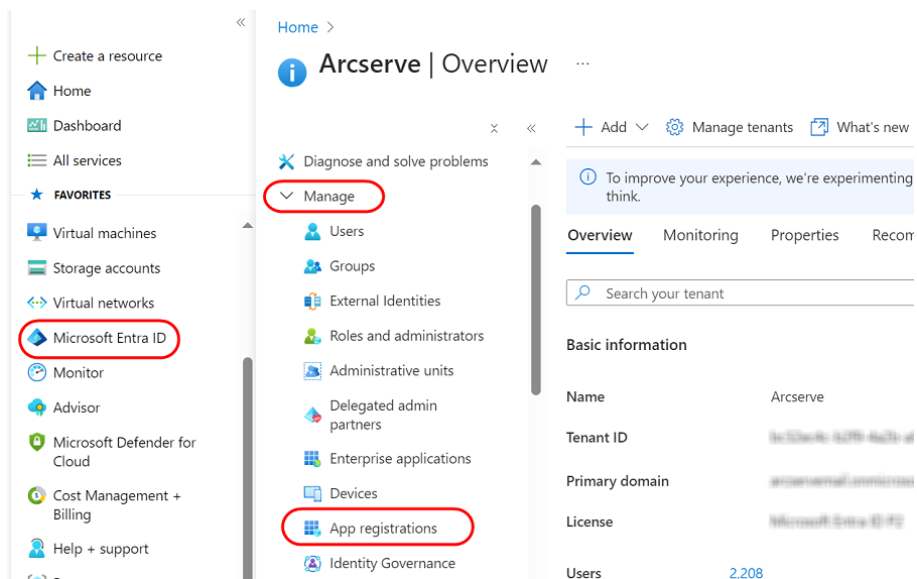 Create a resource
Home
Dashboard
All services
FAVORITES
Virtual machines
Storage accounts
Virtual networks
Microsoft Entra ID
Monitor
Advisor
Microsoft Defender for
Cloud
Cost Management +
Billing
Help + support
Home >
Arcserve | Overview ...
Diagnose and solve problems
Manage
Users
Groups
External Identities
Roles and administrators
Administrative units
Delegated admin
partners
Enterprise applications
Devices
App registrations
Identity Governance
Add Manage tenants What's new
To improve your experience, we're experimenting
think.
Overview Monitoring Properties Recom
Search your tenant
Basic information
Name Arcserve
Tenant ID
Primary domain
License
Users 2,208